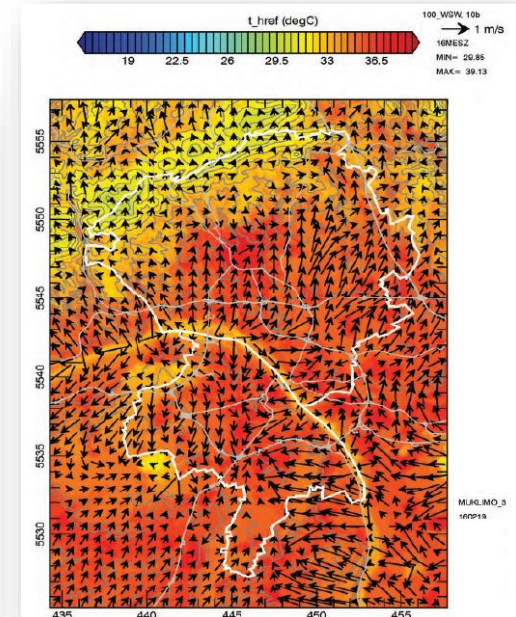 t_href (degC)
19 22.5 26 29.5 33 36.5
100_WSW, 10b
1 m/s
16MESZ
MIN= 29.85
MAX= 39.13
5555
5550
5545
5540
5535
5530
435 440 445 450 455
MUKLIMO_3
160219